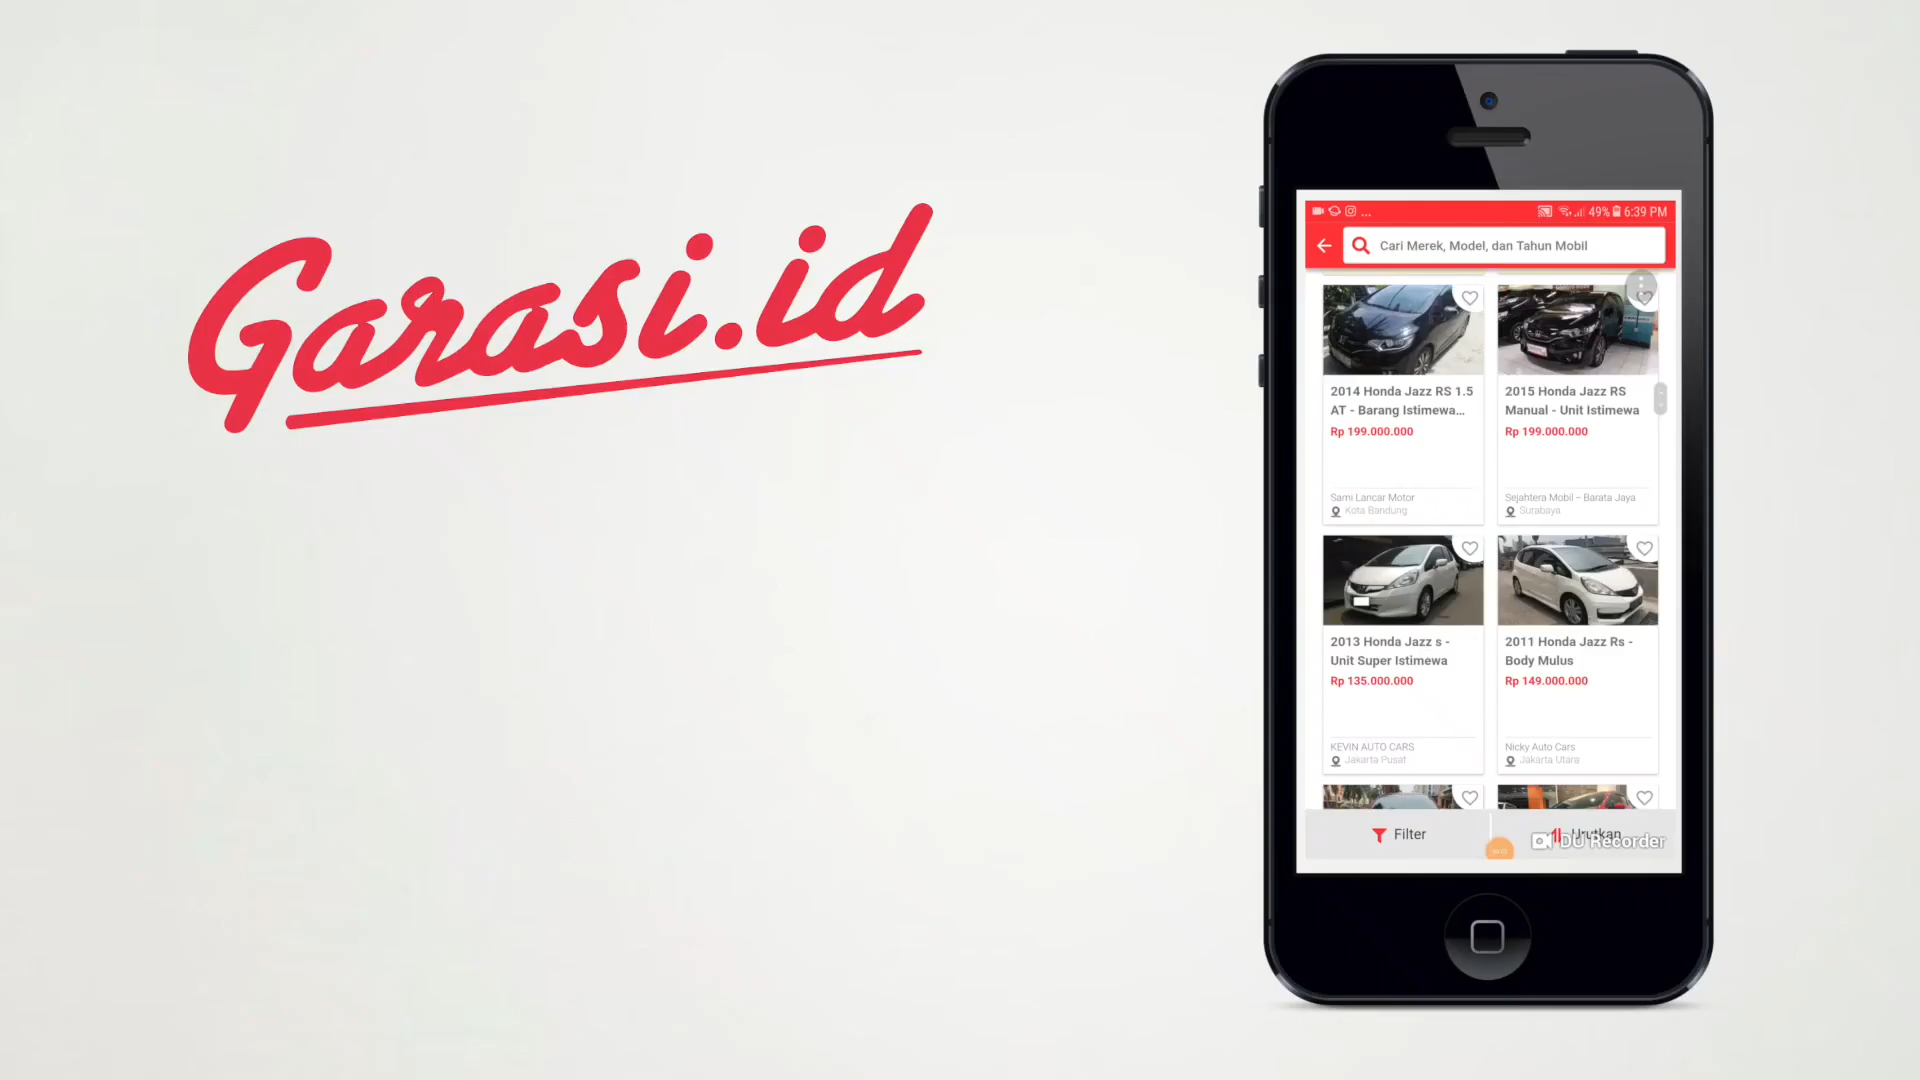 Garasi.id
49% 6:39 PM
Cari Merek, Model, dan Tahun Mobil
2014 Honda Jazz RS 1.5
AT - Barang Istimewa...
Rp 199.000.000
Sami Lancar Motor
Kota Bandung
2015 Honda Jazz RS
Manual - Unit Istimewa
Rp 199.000.000
Sejahtera Mobil – Barata Jaya
Surabaya
2013 Honda Jazz s -
Unit Super Istimewa
Rp 135.000.000
KEVIN AUTO CARS
Jakarta Pusat
2011 Honda Jazz Rs -
Body Mulus
Rp 149.000.000
Nicky Auto Cars
Jakarta Utara
Filter
Urutkan
DU Recorder